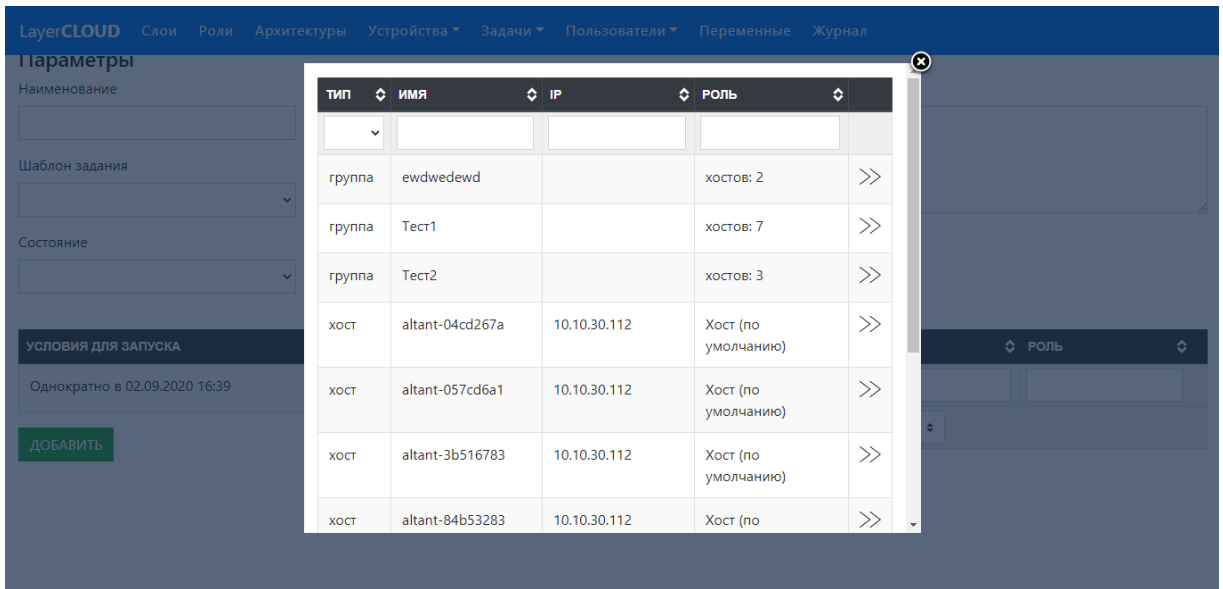 LayerCLOUD Слои Роли Архитектуры Устройства Задачи Пользователи Переменные Журнал
Параметры
Наименование
Шаблон задания
Состояние
УСЛОВИЯ ДЛЯ ЗАПУСКА
Однократно в 02.09.2020 16:39
ДОБАВИТЬ
ТИП ИМЯ IP РОЛЬ
группа ewdwedewd хостов: 2
группа Тест1 хостов: 7
группа Тест2 хостов: 3
хост altant-04cd267a 10.10.30.112 Хост (по
умолчанию)
хост altant-057cd6a1 10.10.30.112 Хост (по
умолчанию)
хост altant-3b516783 10.10.30.112 Хост (по
умолчанию)
хост altant-84b53283 10.10.30.112 Хост (по
РОЛЬ